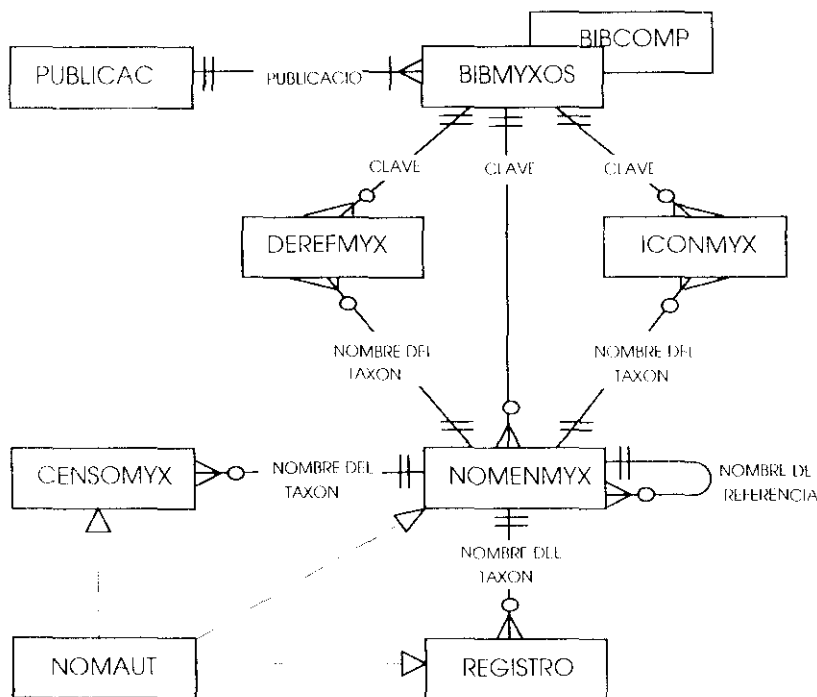 BIBCOMP
PUBLICAC
PUBLICACIO
BIBMYXOS
CLAVE
CLAVE
CLAVE
DEREFMYX
ICONMYX
NOMBRE DEL
TAXON
NOMBRE DEL
TAXON
CENSOMYX
NOMBRE DEL
TAXON
NOMENMYX
NOMBRE DE
REFERENCIA
NOMBRE DEL
TAXON
NOMAUT
REGISTRO